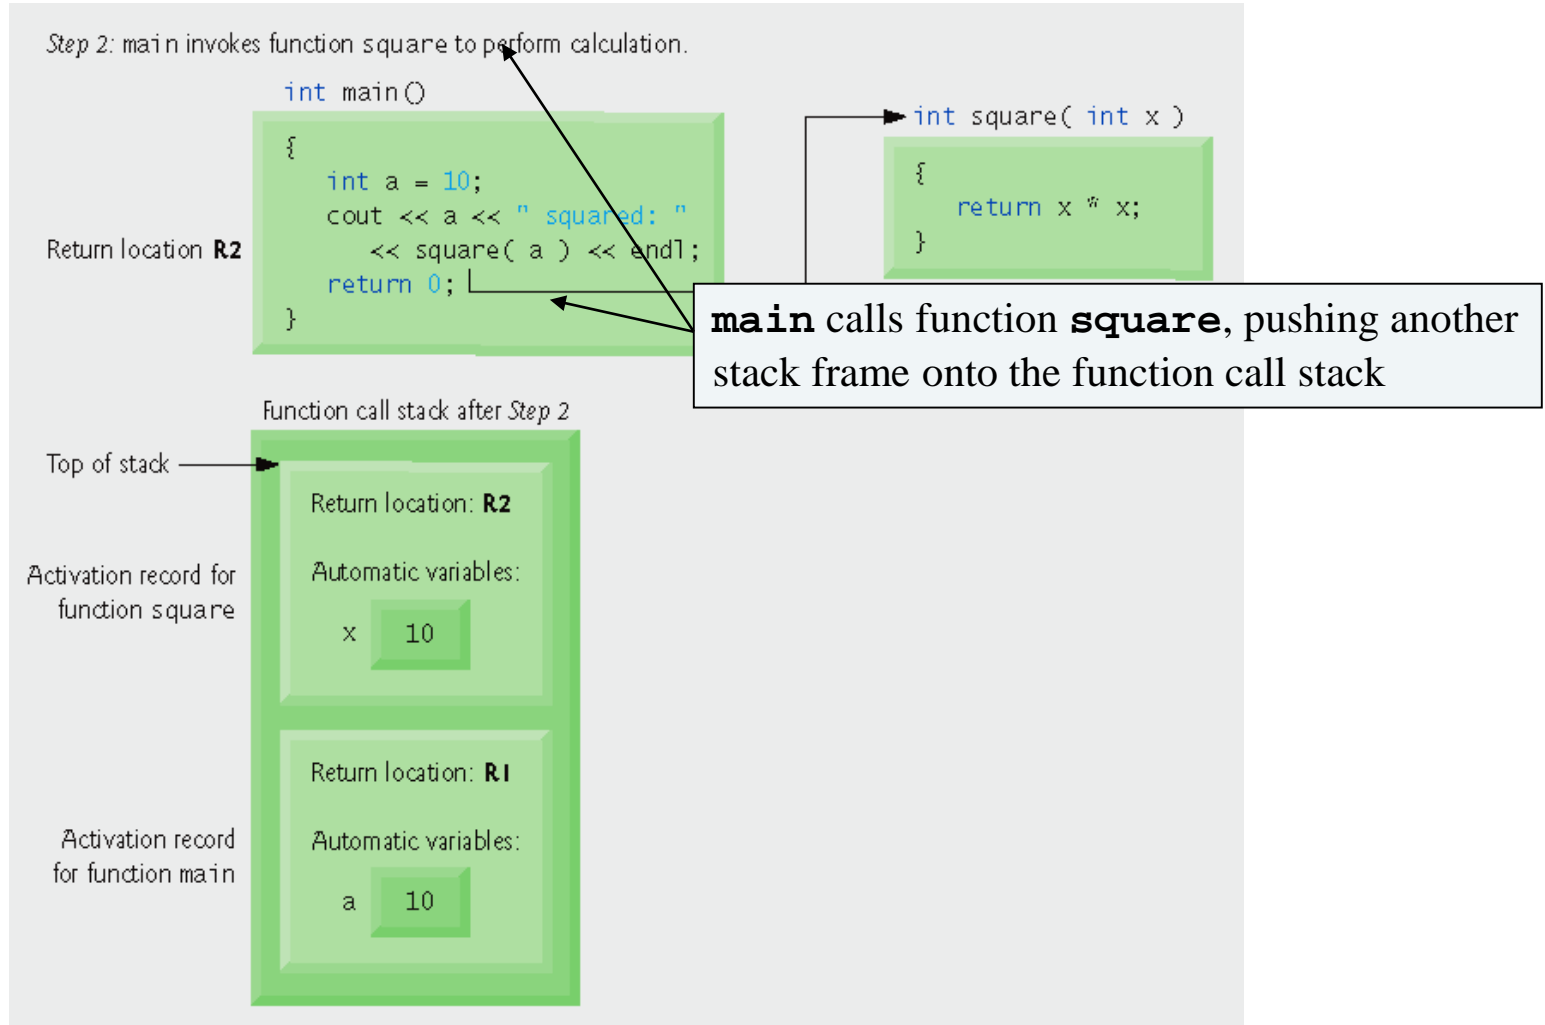 Step 2: main invokes function square to perform calculation.
int main()
{
int a = 10;
cout << a << " squared: "
<< square( a ) << endl;
return 0;
}
Return location R2
int square( int x )
{
return x * x;
}
main calls function square, pushing another
stack frame onto the function call stack
Function call stack after Step 2
Top of stack
Return location: R2
Activation record for
function square
Automatic variables:
x 10
Return location: R1
Activation record
for function main
Automatic variables:
a 10